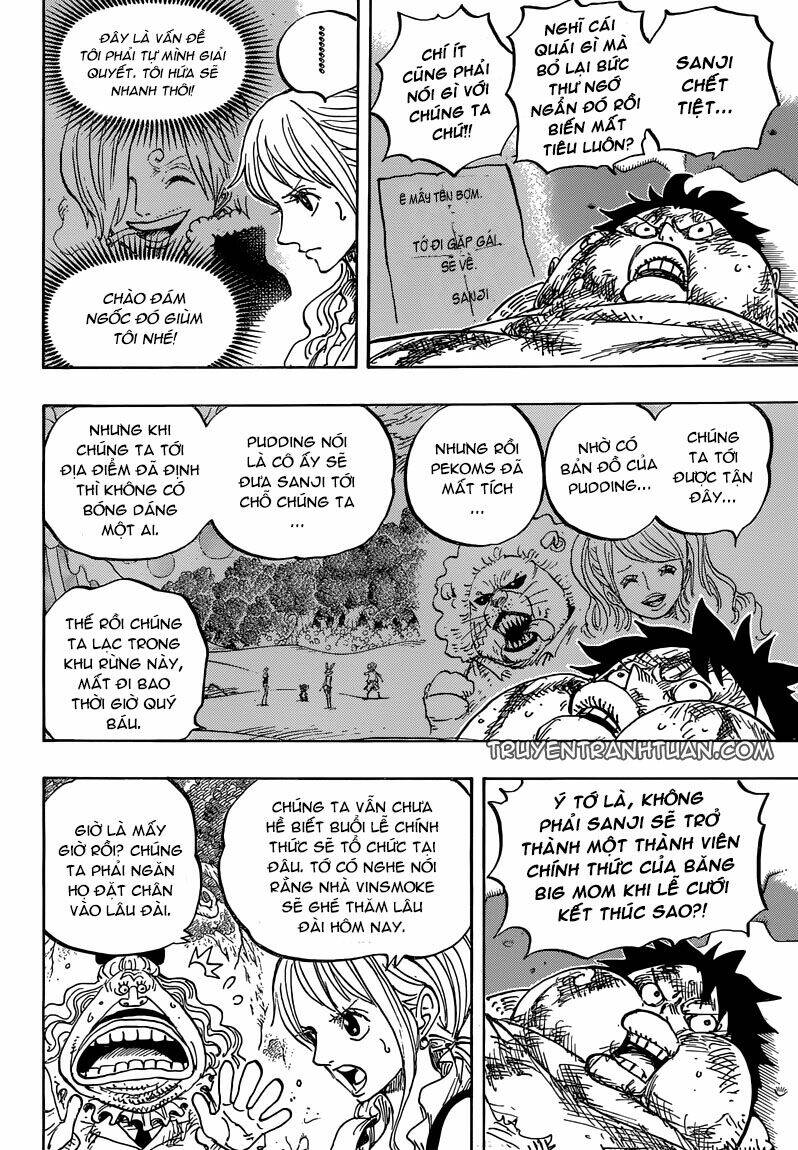 SANJI
CHẾT
TIỆT...
NGHĨ CÁI
QUÁI GÌ MÀ
BỎ LẠI BỨC
THƯ NGỚ
NGẨN ĐÓ RỒI
BIẾN MẤT
TIÊU LUÔN?
CHÍ ÍT
CŨNG PHẢI
NÓI GÌ VỚI
CHÚNG TA
CHỨ!!
Ê MẤY TÊN BỢM.
TỚ ĐI GẶP GÁI.
SẼ VỀ.
SANJI
.........
ĐÂY LÀ VẤN ĐỀ
TÔI PHẢI TỰ MÌNH GIẢI
QUYẾT. TÔI HỨA SẼ
NHANH THÔI!
CHÀO ĐÁM
NGỐC ĐÓ GIÙM
TÔI NHÉ!
CHÚNG
TA TỚI
ĐƯỢC TẬN
ĐÂY...
NHỜ CÓ
BẢN ĐỒ CỦA
PUDDING...
NHƯNG RỒI
PEKOMS ĐÃ
MẤT TÍCH
...
PUDDING NÓI
LÀ CÔ ẤY SẼ
ĐƯA SANJI TỚI
CHỖ CHÚNG TA
...
NHƯNG KHI
CHÚNG TA TỚI
ĐỊA ĐIỂM ĐÃ ĐỊNH
THÌ KHÔNG CÓ
BÓNG DÁNG
MỘT AI.
THẾ RỒI CHÚNG
TA LẠC TRONG
KHU RỪNG NÀY,
MẤT ĐI BAO
THỜI GIỜ QUÝ
BÁU.
TRUYENTRANHTUAN.COM
Ý TỚ LÀ, KHÔNG
PHẢI SANJI SẼ TRỞ
THÀNH MỘT THÀNH VIÊN
CHÍNH THỨC CỦA BĂNG
BIG MOM KHI LỄ CƯỚI
KẾT THÚC SAO?!
CHÚNG TA VẪN CHƯA
HỀ BIẾT BUỔI LỄ CHÍNH
THỨC SẼ TỔ CHỨC TẠI
ĐÂU. TỚ CÓ NGHE NÓI
RẰNG NHÀ VINSMOKE
SẼ GHÉ THĂM LÂU
ĐÀI HÔM NAY.
GIỜ LÀ MẤY
GIỜ RỒI? CHÚNG
TA PHẢI NGĂN
HỌ ĐẶT CHÂN
VÀO LÂU ĐÀI.